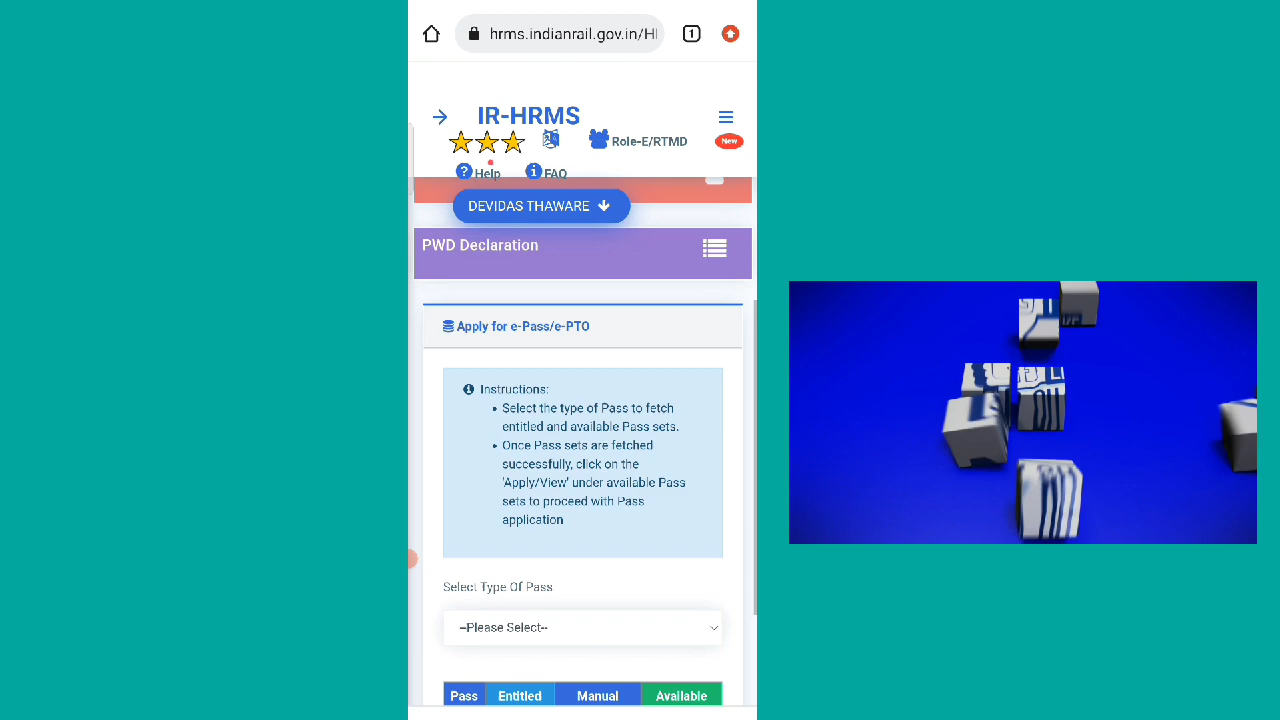 hrms.indianrail.gov.in/H
1
IR-HRMS
Role-E/RTMD
New
Help
FAQ
DEVIDAS THAWARE
PWD Declaration
Apply for e-Pass/e-PTO
Instructions:
• Select the type of Pass to fetch
entitled and available Pass sets.
• Once Pass sets are fetched
successfully, click on the
'Apply/View' under available Pass
sets to proceed with Pass
application
Select Type Of Pass
--Please Select--
Pass Entitled Manual Available